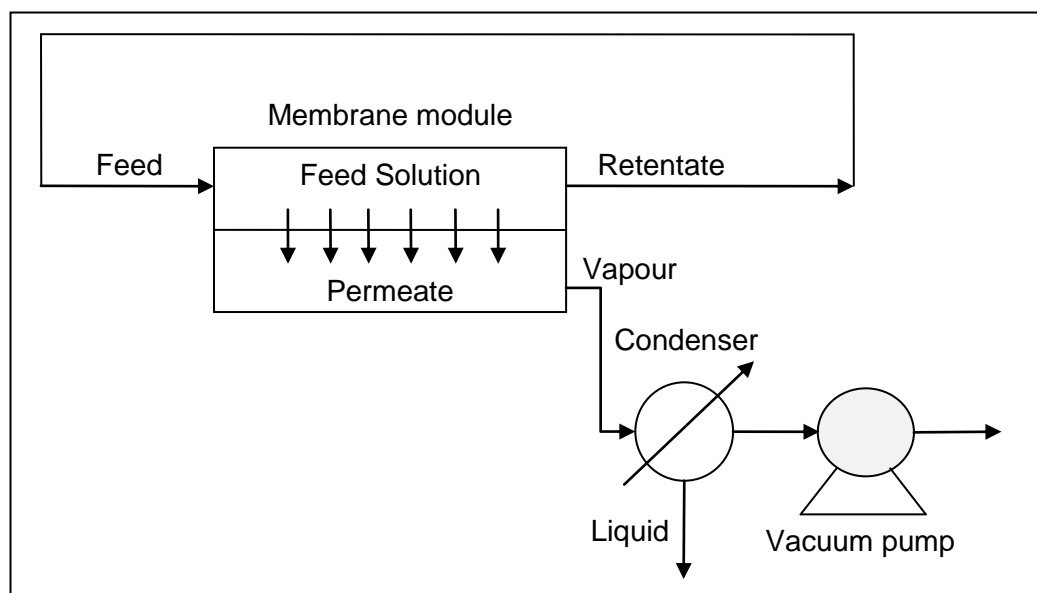 Membrane module
Feed
Feed Solution
Retentate
Permeate
Vapour
Condenser
Liquid
Vacuum pump